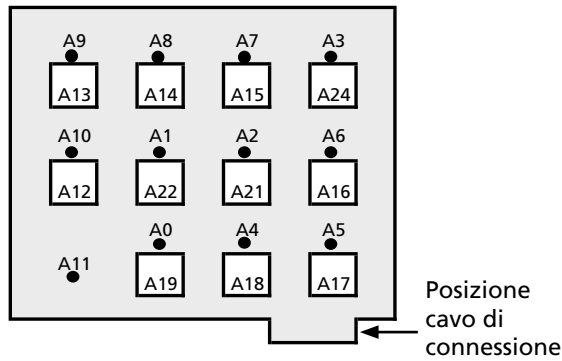 A9 A8 A7 A3
A13 A14 A15 A24
A10 A1 A2 A6
A12 A22 A21 A16
A0 A4 A5
A11
A19 A18 A17
Posizione
cavo di
connessione